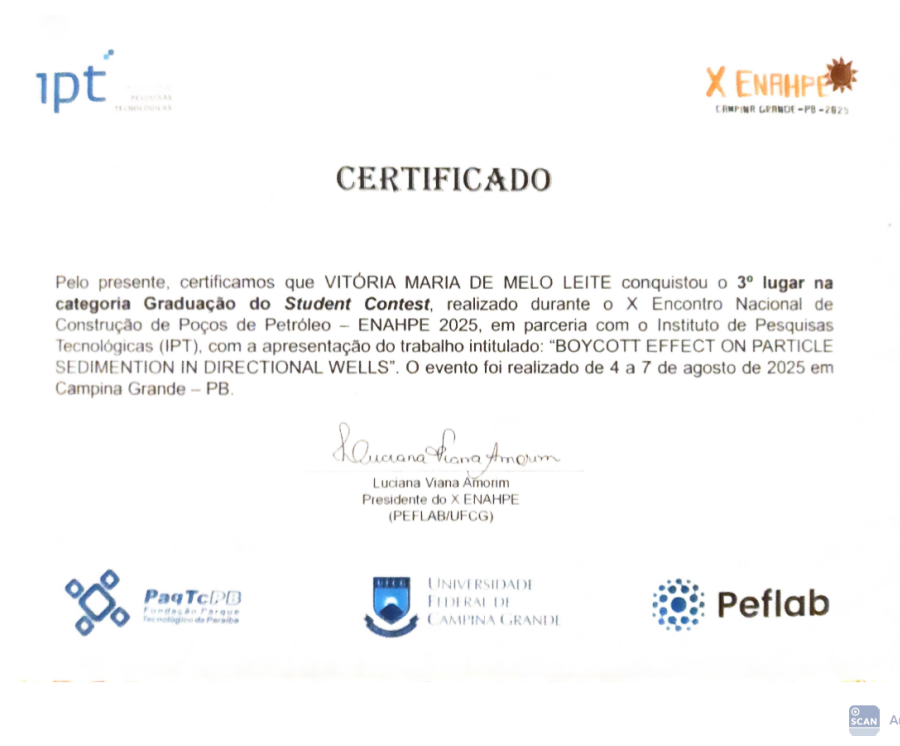 ipt
PESQUISAS
TECNOLÓGICAS
X ENAHPE
CAMPINA GRANDE - PB - 2025
CERTIFICADO
Pelo presente, certificamos que VITÓRIA MARIA DE MELO LEITE conquistou o 3º lugar na
categoria Graduação do Student Contest, realizado durante o X Encontro Nacional de
Construção de Poços de Petróleo – ENAHPE 2025, em parceria com o Instituto de Pesquisas
Tecnológicas (IPT), com a apresentação do trabalho intitulado: “BOYCOTT EFFECT ON PARTICLE
SEDIMENTION IN DIRECTIONAL WELLS”. O evento foi realizado de 4 a 7 de agosto de 2025 em
Campina Grande – PB.
Luciana Viana Amorim
Luciana Viana Amorim
Presidente do X ENAHPE
(PEFLAB/UFCG)
PaqTcPB
Fundação Parque
Tecnológico da Paraíba
UFCG
UNIVERSIDADE
FEDERAL DE
CAMPINA GRANDE
Peflab
SCAN